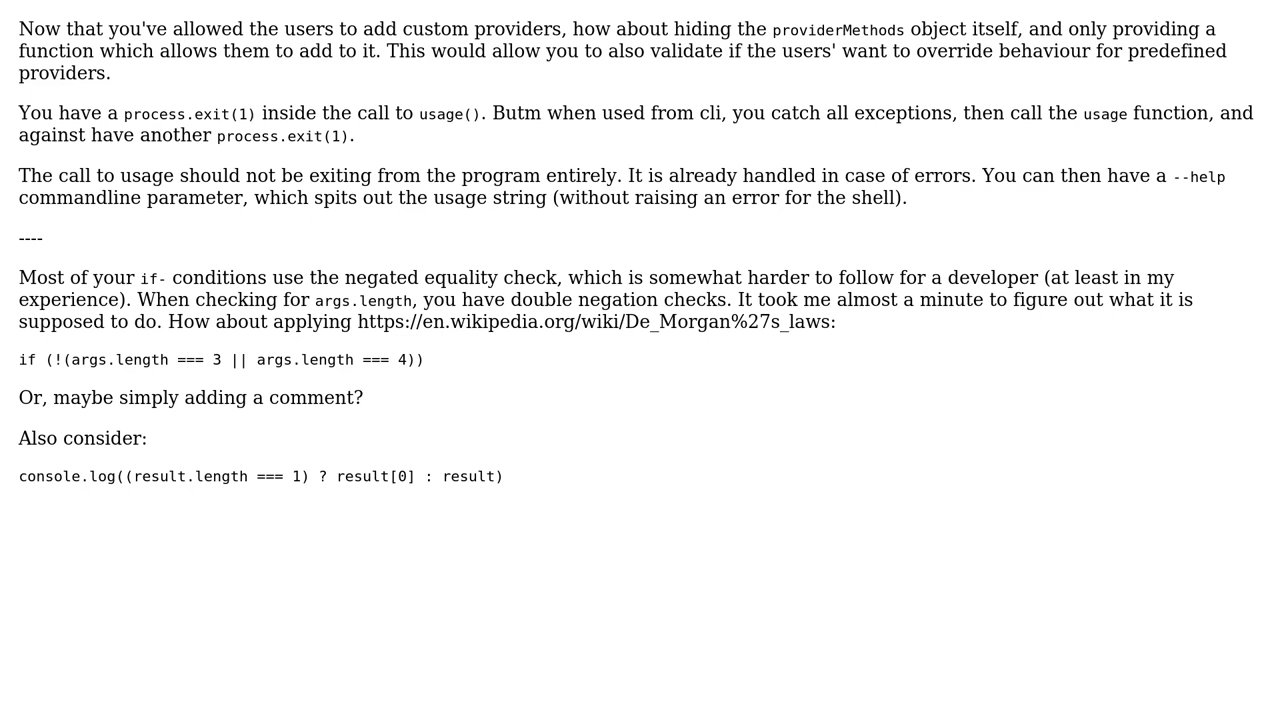 Now that you've allowed the users to add custom providers, how about hiding the providerMethods object itself, and only providing a
function which allows them to add to it. This would allow you to also validate if the users' want to override behaviour for predefined
providers.
You have a process.exit(1) inside the call to usage(). Butm when used from cli, you catch all exceptions, then call the usage function, and
against have another process.exit(1).
The call to usage should not be exiting from the program entirely. It is already handled in case of errors. You can then have a --help
commandline parameter, which spits out the usage string (without raising an error for the shell).
----
Most of your if- conditions use the negated equality check, which is somewhat harder to follow for a developer (at least in my
experience). When checking for args.length, you have double negation checks. It took me almost a minute to figure out what it is
supposed to do. How about applying https://en.wikipedia.org/wiki/De_Morgan%27s_laws:
if (!(args.length === 3 || args.length === 4))
Or, maybe simply adding a comment?
Also consider:
console.log((result.length === 1) ? result[0] : result)